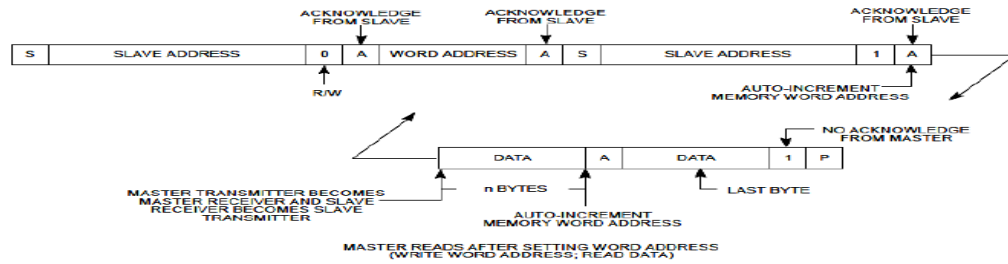 ACKNOWLEDGE
FROM SLAVE
ACKNOWLEDGE
FROM SLAVE
ACKNOWLEDGE
FROM SLAVE
S SLAVE ADDRESS 0 A WORD ADDRESS A S SLAVE ADDRESS 1 A
R/W
AUTO-INCREMENT
MEMORY WORD ADDRESS
NO ACKNOWLEDGE
FROM MASTER
DATA A DATA 1 P
MASTER TRANSMITTER BECOMES
MASTER RECEIVER AND SLAVE
RECEIVER BECOMES SLAVE
TRANSMITTER
n BYTES
LAST BYTE
AUTO-INCREMENT
MEMORY WORD ADDRESS
MASTER READS AFTER SETTING WORD ADDRESS
(WRITE WORD ADDRESS; READ DATA)